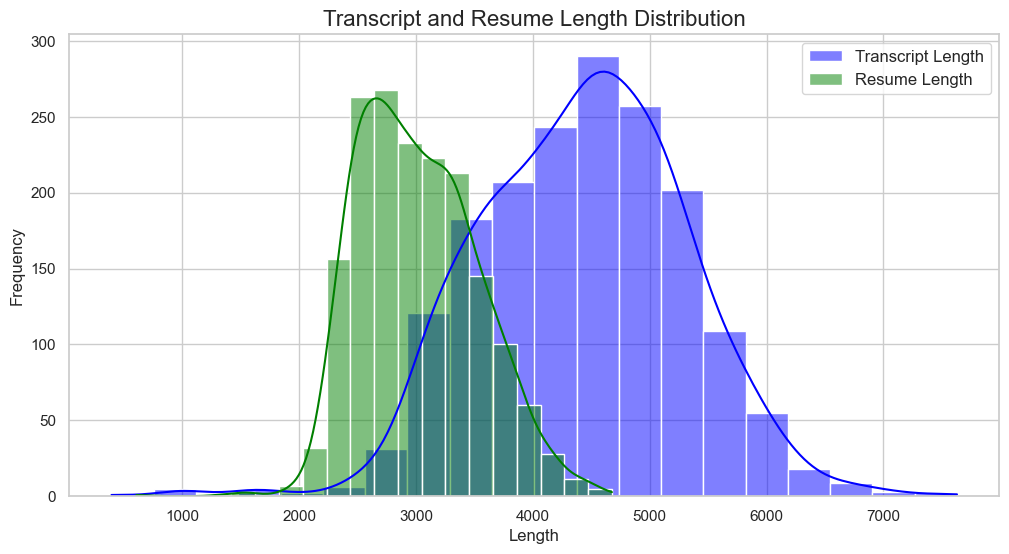 Transcript and Resume Length Distribution
300
250
200
150
100
50
0
Frequency
Transcript Length
Resume Length
1000 2000 3000 4000 5000 6000 7000
Length